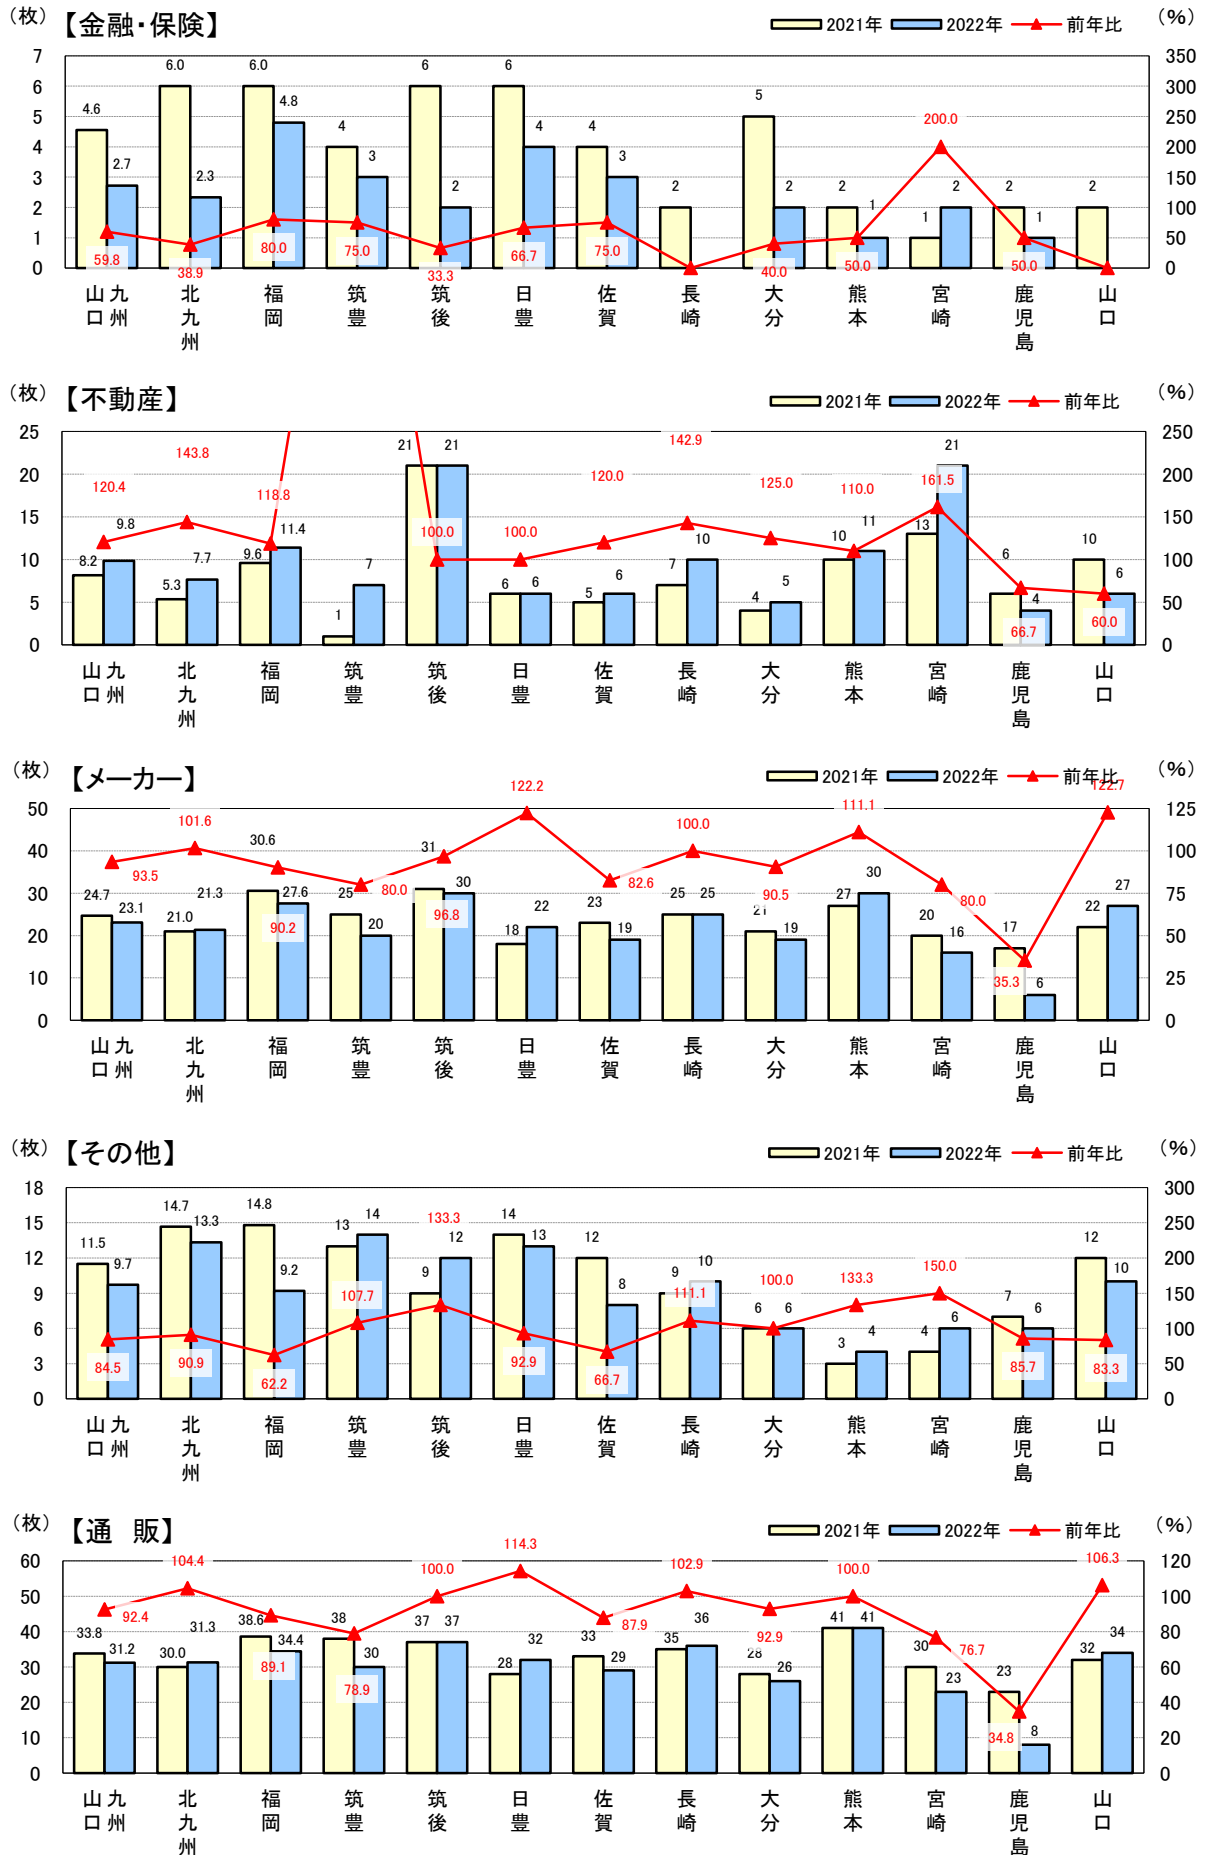 (枚) 【金融・保険】 2021年 2022年 前年比 (%)
7 6 5 4 3 2 1 0
350 300 250 200 150 100 50 0
4.6 6.0 6.0 4 6 6 4 2 5 2 1 2 2
2.7 2.3 4.8 3 2 4 3 2 1 2 1
59.8 38.9 80.0 75.0 33.3 66.7 75.0 40.0 50.0 200.0 50.0
九州山口 北九州 福岡 筑豊 筑後 日豊 佐賀 長崎 大分 熊本 宮崎 鹿児島 山口
(枚) 【不動産】 2021年 2022年 前年比 (%)
25 20 15 10 5 0
250 200 150 100 50 0
8.2 5.3 9.6 1 21 6 5 7 4 10 13 6 10
9.8 7.7 11.4 7 21 6 6 10 5 11 21 4 6
120.4 143.8 118.8 100.0 100.0 120.0 142.9 125.0 110.0 161.5 66.7 60.0
九州山口 北九州 福岡 筑豊 筑後 日豊 佐賀 長崎 大分 熊本 宮崎 鹿児島 山口
(枚) 【メーカー】 2021年 2022年 前年比 (%)
50 40 30 20 10 0
125 100 75 50 25 0
24.7 21.0 30.6 25 31 18 23 25 21 27 20 17 22
23.1 21.3 27.6 20 30 22 19 25 19 30 16 6 27
93.5 101.6 90.2 80.0 96.8 122.2 82.6 100.0 90.5 111.1 80.0 35.3 122.7
九州山口 北九州 福岡 筑豊 筑後 日豊 佐賀 長崎 大分 熊本 宮崎 鹿児島 山口
(枚) 【その他】 2021年 2022年 前年比 (%)
18 15 12 9 6 3 0
300 250 200 150 100 50 0
11.5 14.7 14.8 13 9 14 12 9 6 3 4 7 12
9.7 13.3 9.2 14 12 13 8 10 6 4 6 6 10
84.5 90.9 62.2 107.7 133.3 92.9 66.7 111.1 100.0 133.3 150.0 85.7 83.3
九州山口 北九州 福岡 筑豊 筑後 日豊 佐賀 長崎 大分 熊本 宮崎 鹿児島 山口
(枚) 【通 販】 2021年 2022年 前年比 (%)
60 50 40 30 20 10 0
120 100 80 60 40 20 0
33.8 30.0 38.6 38 37 28 33 35 28 41 30 23 32
31.2 31.3 34.4 30 37 32 29 36 26 41 23 8 34
92.4 104.4 89.1 78.9 100.0 114.3 87.9 102.9 92.9 100.0 76.7 34.8 106.3
九州山口 北九州 福岡 筑豊 筑後 日豊 佐賀 長崎 大分 熊本 宮崎 鹿児島 山口